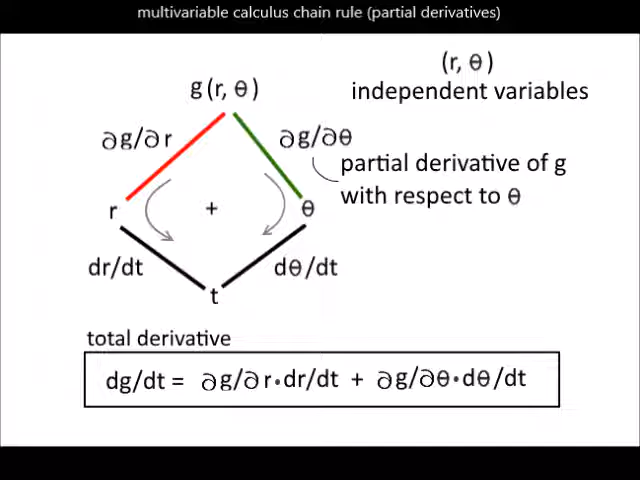 multivariable calculus chain rule (partial derivatives)
(r, θ)
independent variables
g(r, θ)
∂g/∂r
∂g/∂θ
partial derivative of g
with respect to θ
r
+
θ
dr/dt
dθ/dt
t
total derivative
dg/dt = ∂g/∂r·dr/dt + ∂g/∂θ·dθ/dt